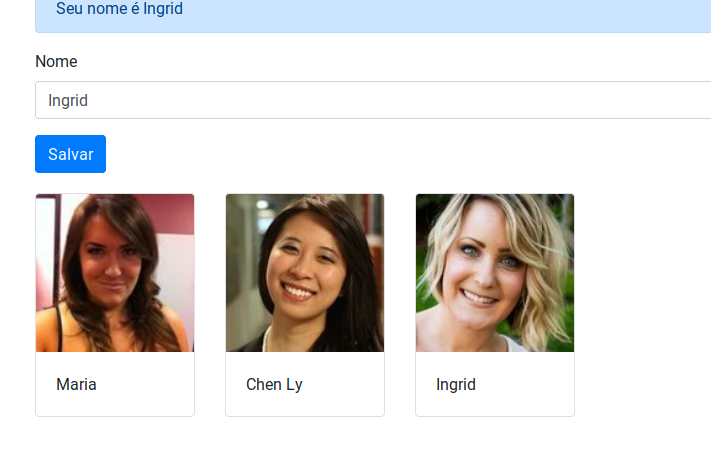 Seu nome é Ingrid
Nome
Ingrid
Salvar
Maria
Chen Ly
Ingrid